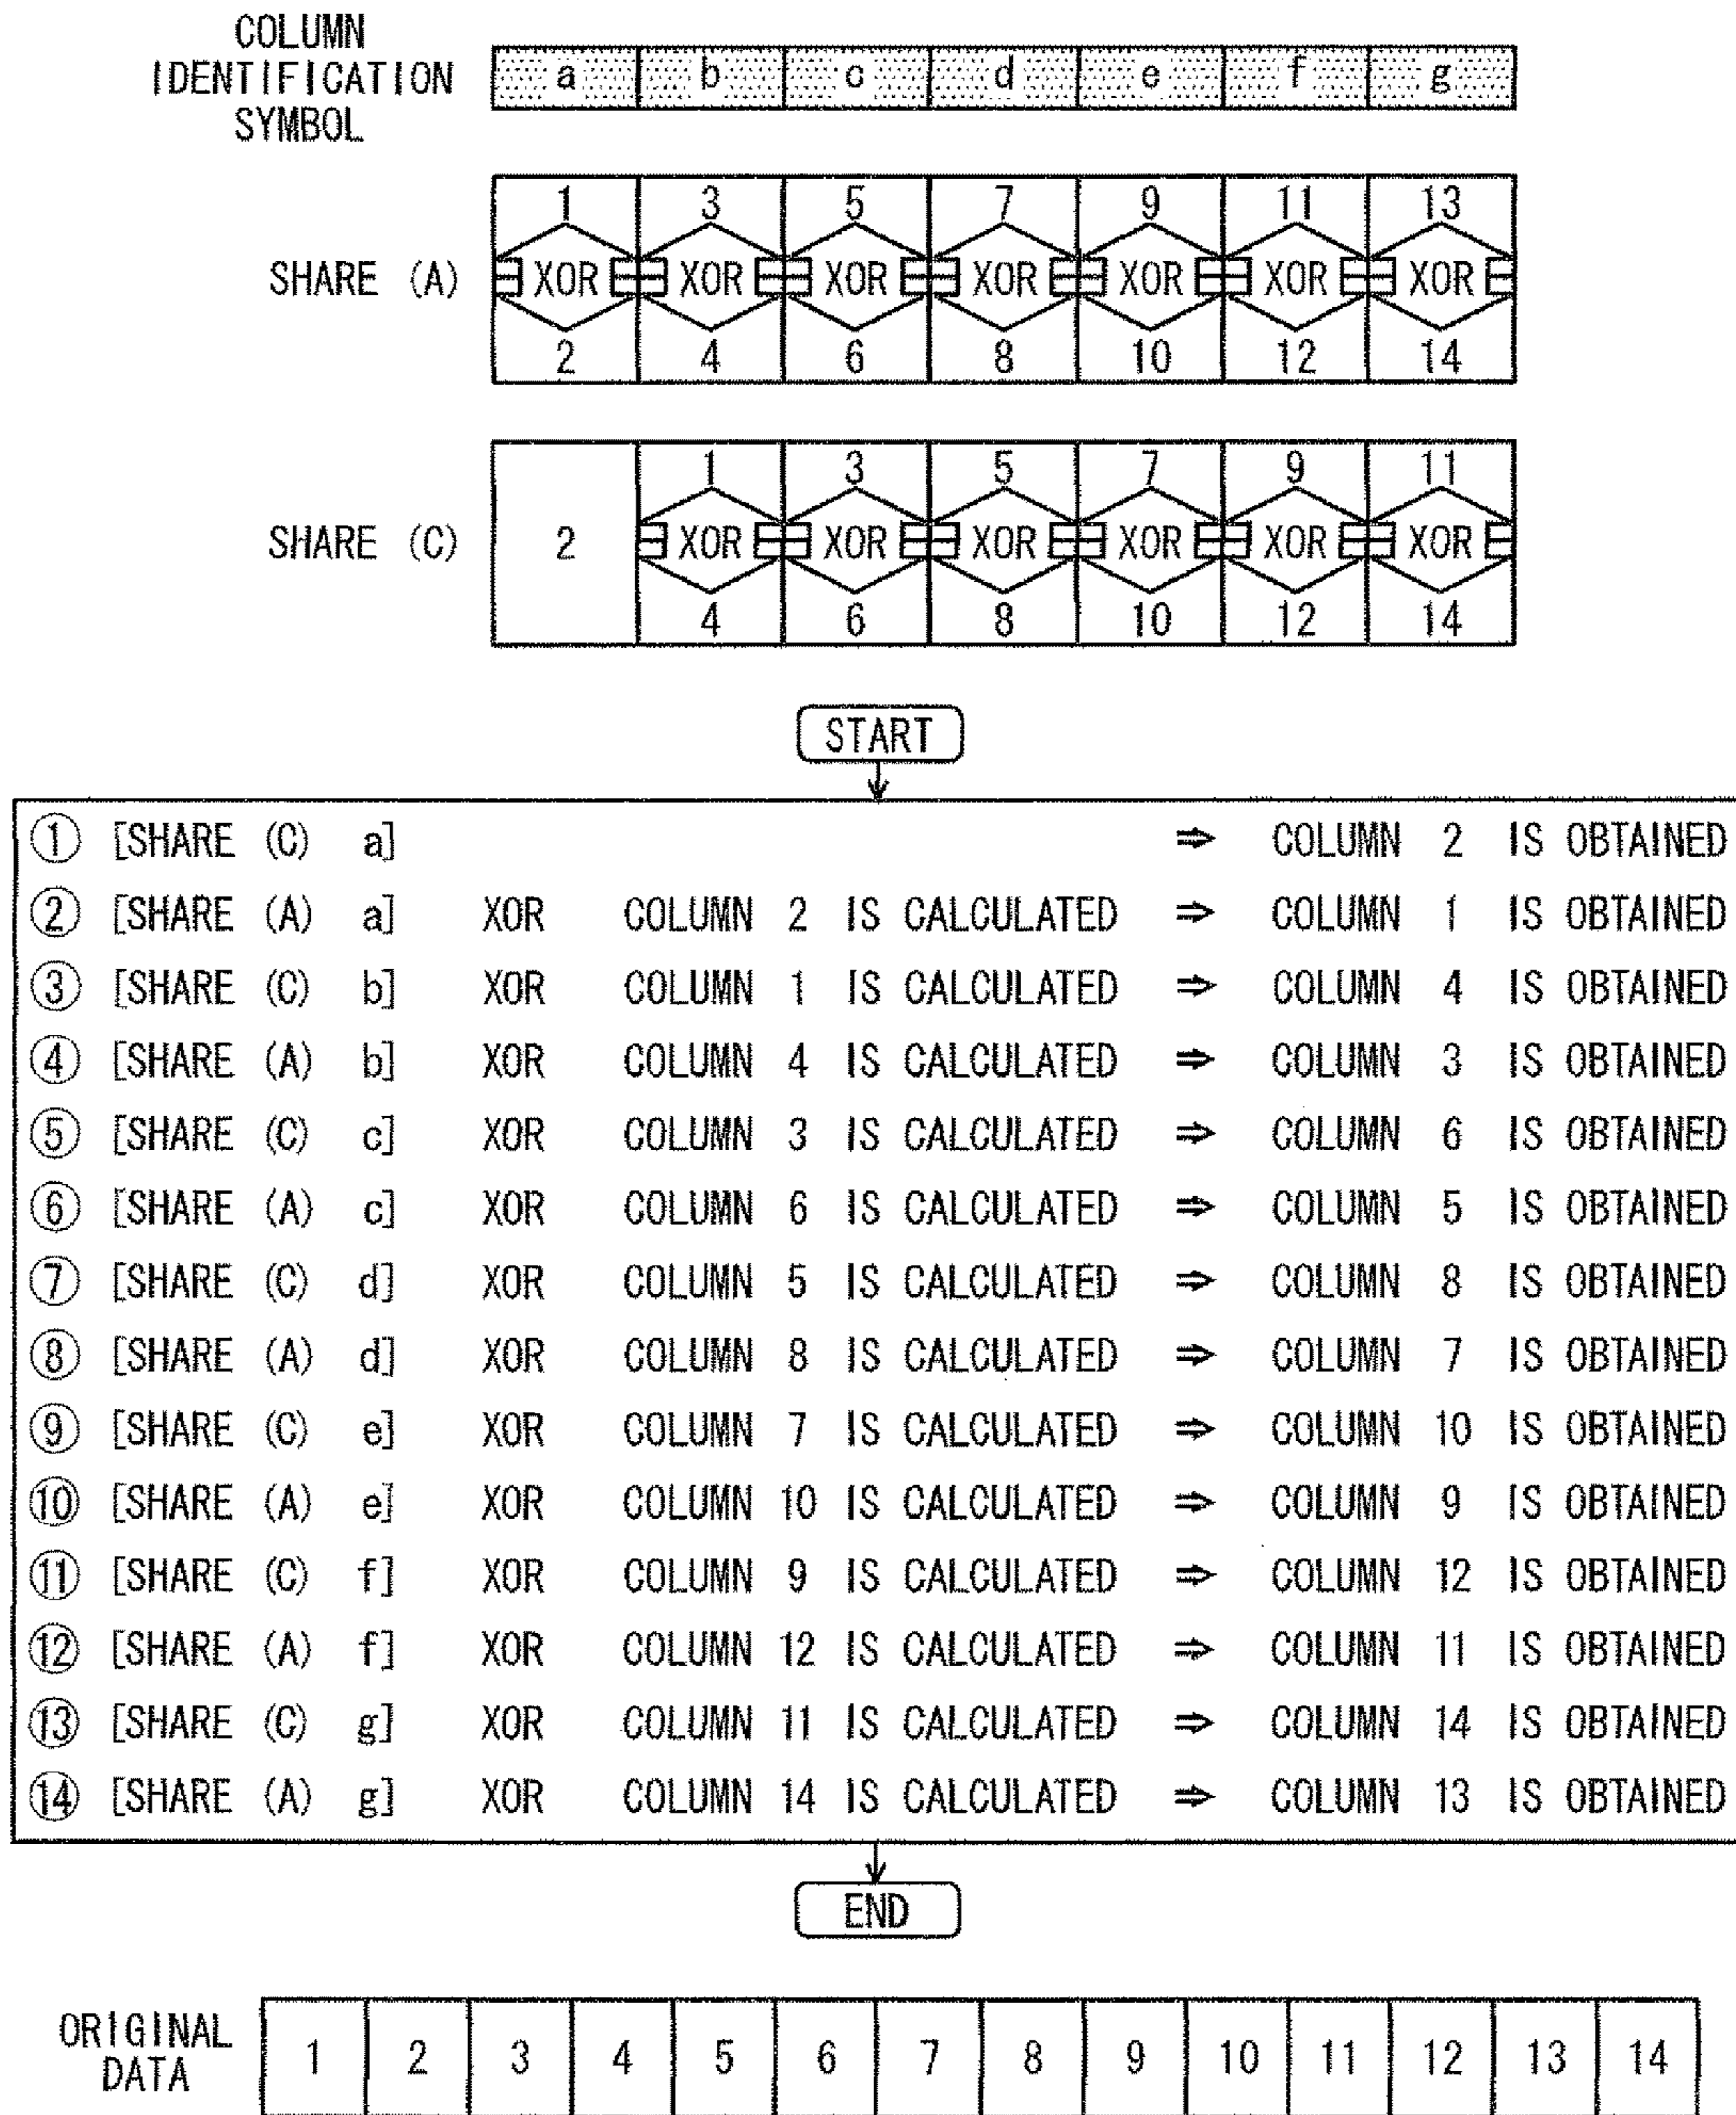 COLUMN
IDENTIFICATION
SYMBOL
a b c d e f g
1 3 5 7 9 11 13
SHARE (A) XOR XOR XOR XOR XOR XOR XOR
2 4 6 8 10 12 14
1 3 5 7 9 11
SHARE (C) 2 XOR XOR XOR XOR XOR XOR
4 6 8 10 12 14
START
① [SHARE (C) a] ⇒ COLUMN 2 IS OBTAINED
② [SHARE (A) a] XOR COLUMN 2 IS CALCULATED ⇒ COLUMN 1 IS OBTAINED
③ [SHARE (C) b] XOR COLUMN 1 IS CALCULATED ⇒ COLUMN 4 IS OBTAINED
④ [SHARE (A) b] XOR COLUMN 4 IS CALCULATED ⇒ COLUMN 3 IS OBTAINED
⑤ [SHARE (C) c] XOR COLUMN 3 IS CALCULATED ⇒ COLUMN 6 IS OBTAINED
⑥ [SHARE (A) c] XOR COLUMN 6 IS CALCULATED ⇒ COLUMN 5 IS OBTAINED
⑦ [SHARE (C) d] XOR COLUMN 5 IS CALCULATED ⇒ COLUMN 8 IS OBTAINED
⑧ [SHARE (A) d] XOR COLUMN 8 IS CALCULATED ⇒ COLUMN 7 IS OBTAINED
⑨ [SHARE (C) e] XOR COLUMN 7 IS CALCULATED ⇒ COLUMN 10 IS OBTAINED
⑩ [SHARE (A) e] XOR COLUMN 10 IS CALCULATED ⇒ COLUMN 9 IS OBTAINED
⑪ [SHARE (C) f] XOR COLUMN 9 IS CALCULATED ⇒ COLUMN 12 IS OBTAINED
⑫ [SHARE (A) f] XOR COLUMN 12 IS CALCULATED ⇒ COLUMN 11 IS OBTAINED
⑬ [SHARE (C) g] XOR COLUMN 11 IS CALCULATED ⇒ COLUMN 14 IS OBTAINED
⑭ [SHARE (A) g] XOR COLUMN 14 IS CALCULATED ⇒ COLUMN 13 IS OBTAINED
END
ORIGINAL
DATA
1 2 3 4 5 6 7 8 9 10 11 12 13 14